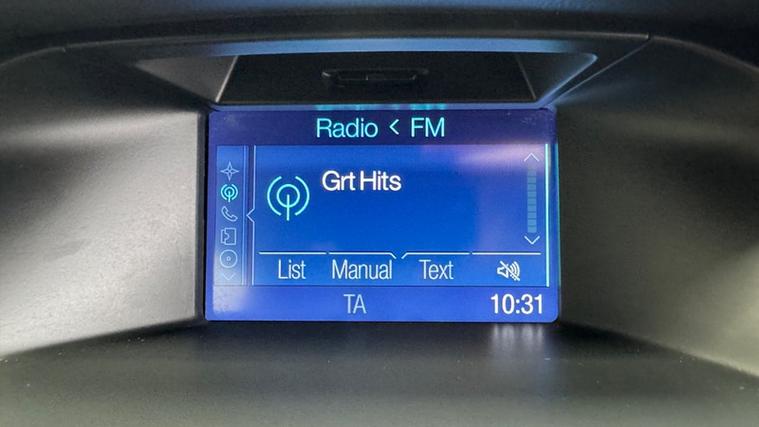 Radio < FM
Grt Hits
List Manual Text
TA 10:31